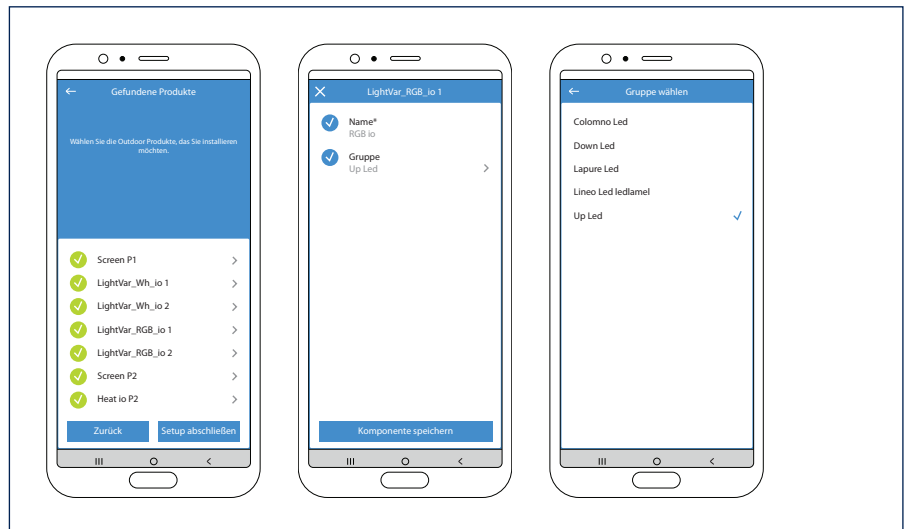 Gefundene Produkte
Wählen Sie die Outdoor Produkte, das Sie installieren
möchten.
Screen P1
LightVar_Wh_io 1
LightVar_Wh_io 2
LightVar_RGB_io 1
LightVar_RGB_io 2
Screen P2
Heat io P2
Zurück
Setup abschließen
LightVar_RGB_io 1
Name*
RGB io
Gruppe
Up Led
Komponente speichern
Gruppe wählen
Colomno Led
Down Led
Lapure Led
Lineo Led ledlamel
Up Led